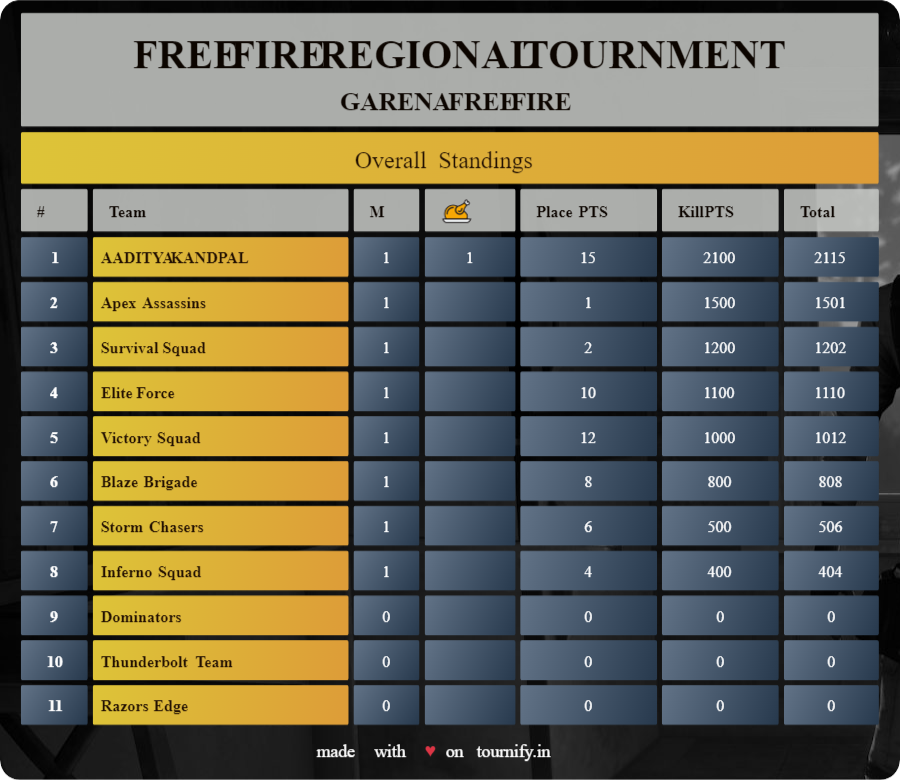 FREEFIREREGIONALTOURNMENT
GARENAFREEFIRE
Overall Standings
# Team M Place PTS KillPTS Total
1 AADITYAKANDPAL 1 1 15 2100 2115
2 Apex Assassins 1 1 1500 1501
3 Survival Squad 1 2 1200 1202
4 Elite Force 1 10 1100 1110
5 Victory Squad 1 12 1000 1012
6 Blaze Brigade 1 8 800 808
7 Storm Chasers 1 6 500 506
8 Inferno Squad 1 4 400 404
9 Dominators 0 0 0 0
10 Thunderbolt Team 0 0 0 0
11 Razors Edge 0 0 0 0
made with ♥ on tournify.in